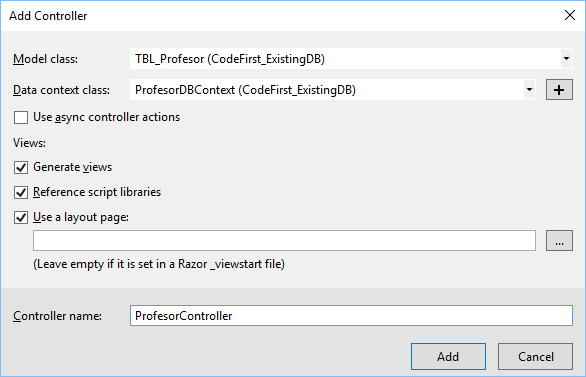 Add Controller
Model class: TBL_Profesor (CodeFirst_ExistingDB)
Data context class: ProfesorDBContext (CodeFirst_ExistingDB) +
Use async controller actions
Views:
Generate views
Reference script libraries
Use a layout page:
...
(Leave empty if it is set in a Razor _viewstart file)
Controller name: ProfesorController
Add Cancel